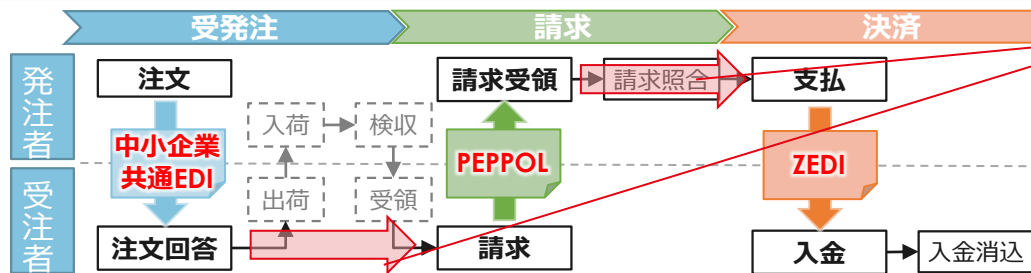 受発注
請求
決済
発注者
注文
請求受領
請求照合
支払
入荷
検収
中小企業
共通EDI
PEPPOL
ZEDI
受注者
出荷
受領
注文回答
請求
入金
入金消込